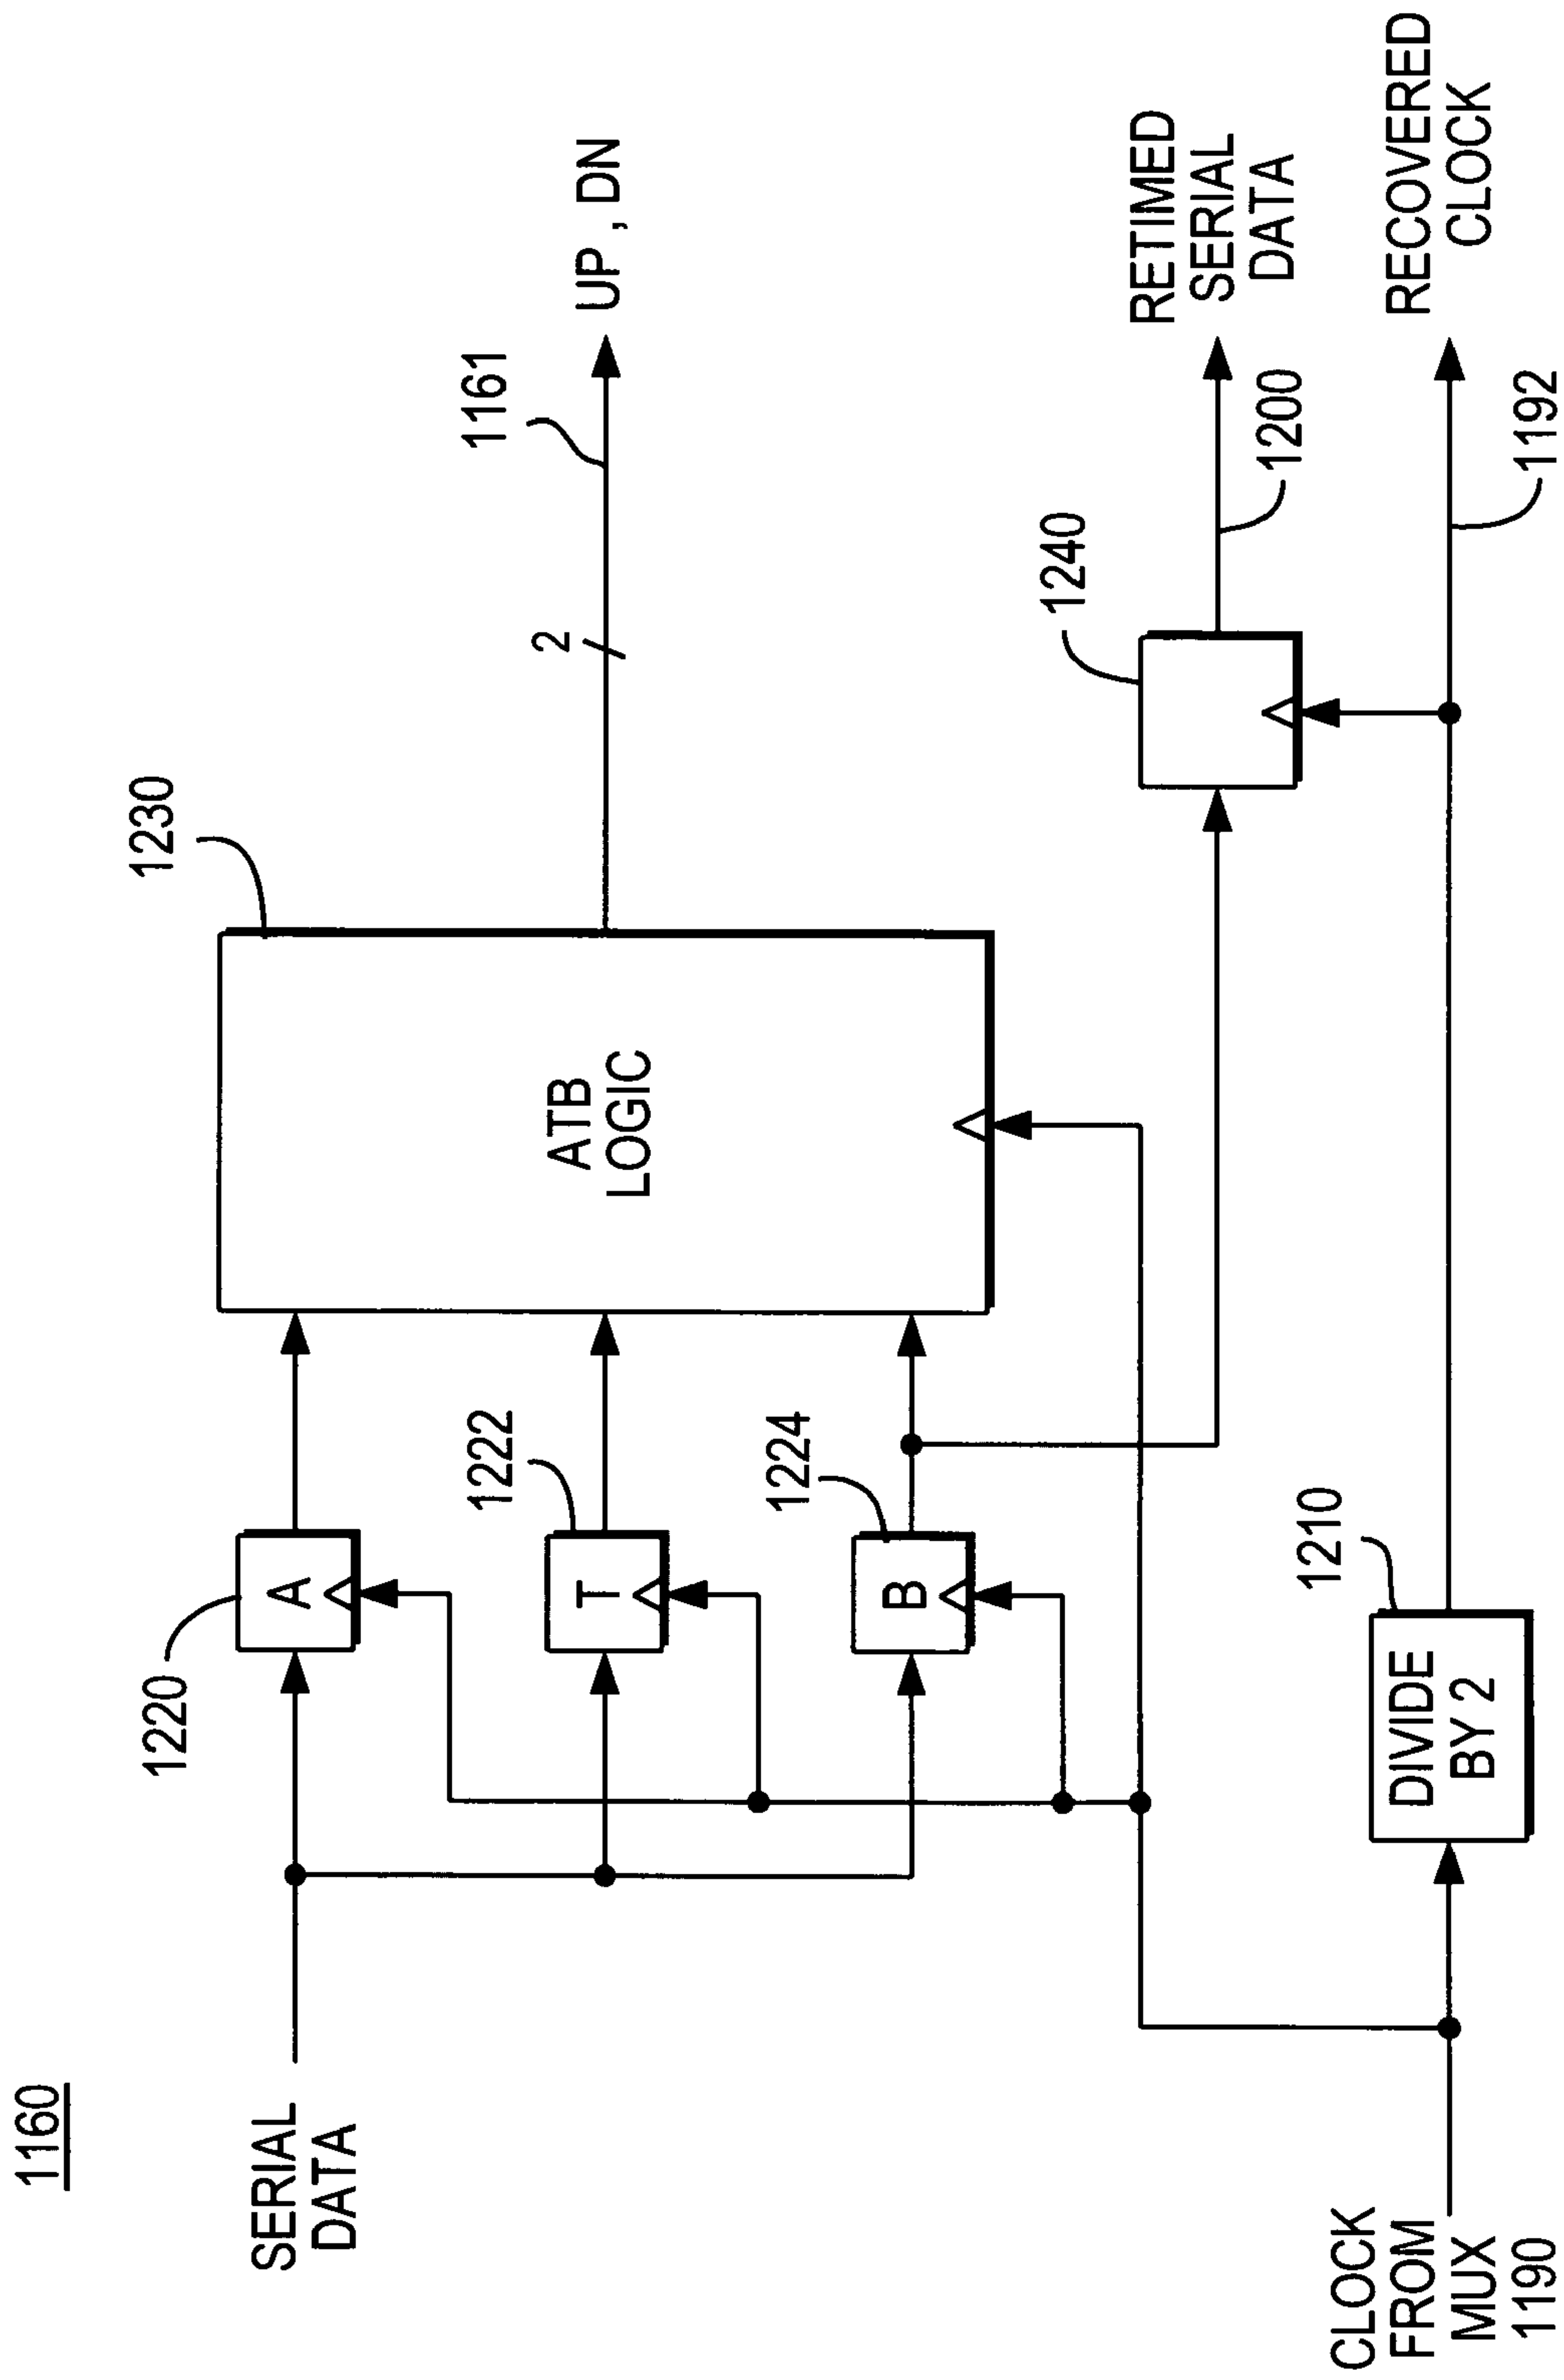 1160
SERIAL
DATA
1220
A
1222
T
1224
B
1230
ATB
LOGIC
2
1161
UP , DN
1240
1200
RETIMED
SERIAL
DATA
CLOCK
FROM
MUX
1190
1210
DIVIDE
BY 2
1192
RECOVERED
CLOCK